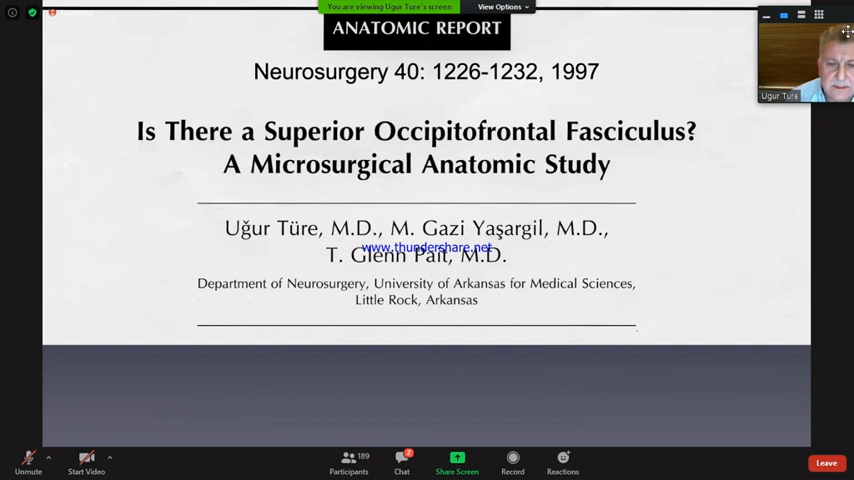 You are viewing Ugur Ture's screen
View Options
ANATOMIC REPORT
Neurosurgery 40: 1226-1232, 1997
Ugur Ture
Is There a Superior Occipitofrontal Fasciculus?
A Microsurgical Anatomic Study
Uğur Türe, M.D., M. Gazi Yaşargil, M.D.,
www.thundershare.net
T. Glenn Pait, M.D.
Department of Neurosurgery, University of Arkansas for Medical Sciences,
Little Rock, Arkansas
189
2
Unmute
Start Video
Participants
Chat
Share Screen
Record
Reactions
Leave